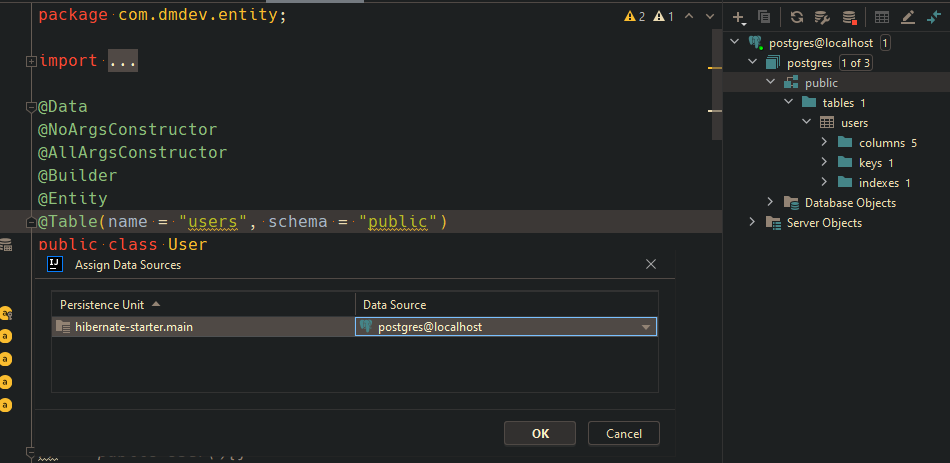 package com.dmdev.entity;
2 1
import ...
@Data
@NoArgsConstructor
@AllArgsConstructor
@Builder
@Entity
@Table(name = "users", schema = "public")
public class User
IJ
Assign Data Sources
Persistence Unit
Data Source
hibernate-starter.main
postgres@localhost
OK
Cancel
postgres@localhost 1
postgres 1 of 3
public
tables 1
users
columns 5
keys 1
indexes 1
Database Objects
Server Objects